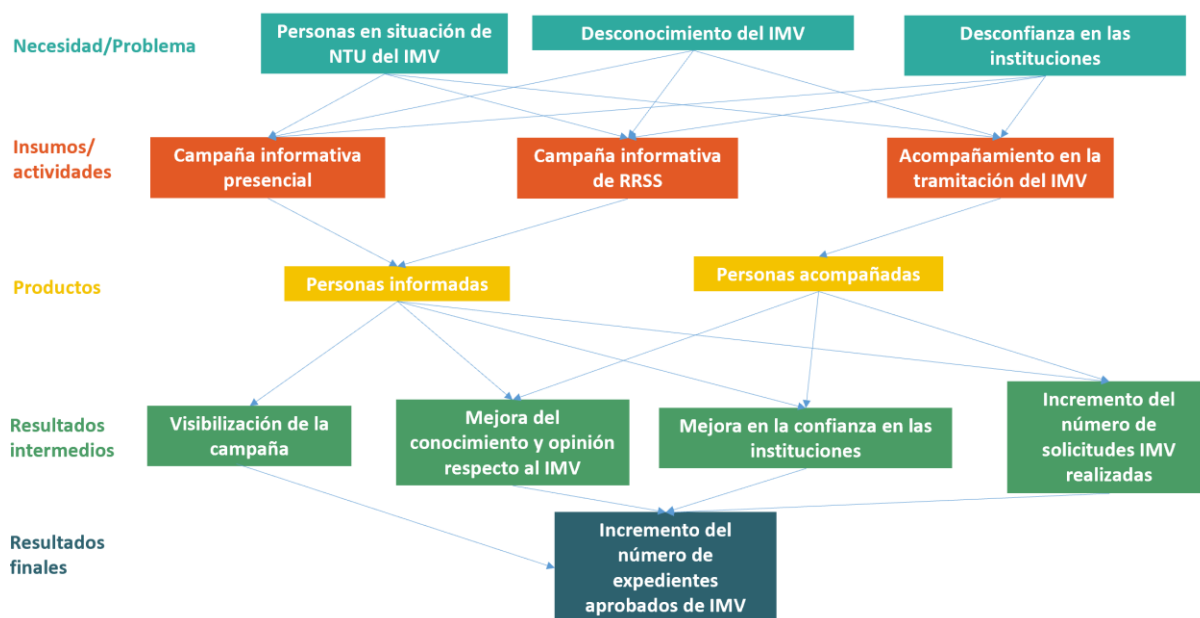 Necesidad/Problema
Personas en situación de
NTU del IMV
Desconocimiento del IMV
Desconfianza en las
instituciones
Insumos/
actividades
Campaña informativa
presencial
Campaña informativa
de RRSS
Acompañamiento en la
tramitación del IMV
Productos
Personas informadas
Personas acompañadas
Resultados
intermedios
Visibilización de la
campaña
Mejora del
conocimiento y opinión
respecto al IMV
Mejora en la confianza en las
instituciones
Incremento del
número de
solicitudes IMV
realizadas
Resultados
finales
Incremento del
número de
expedientes
aprobados de IMV